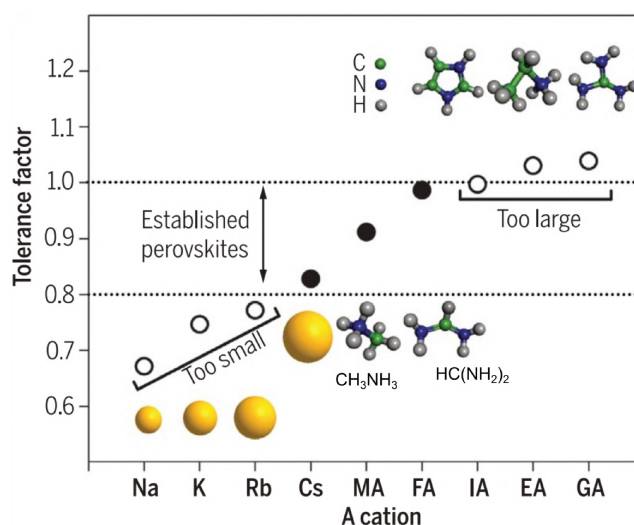 1.2
1.1
1.0
0.9
0.8
0.7
0.6
Tolerance factor
C
N
H
Established
perovskites
Too large
Too small
CH₃NH₃
HC(NH₂)₂
Na K Rb Cs MA FA IA EA GA
A cation